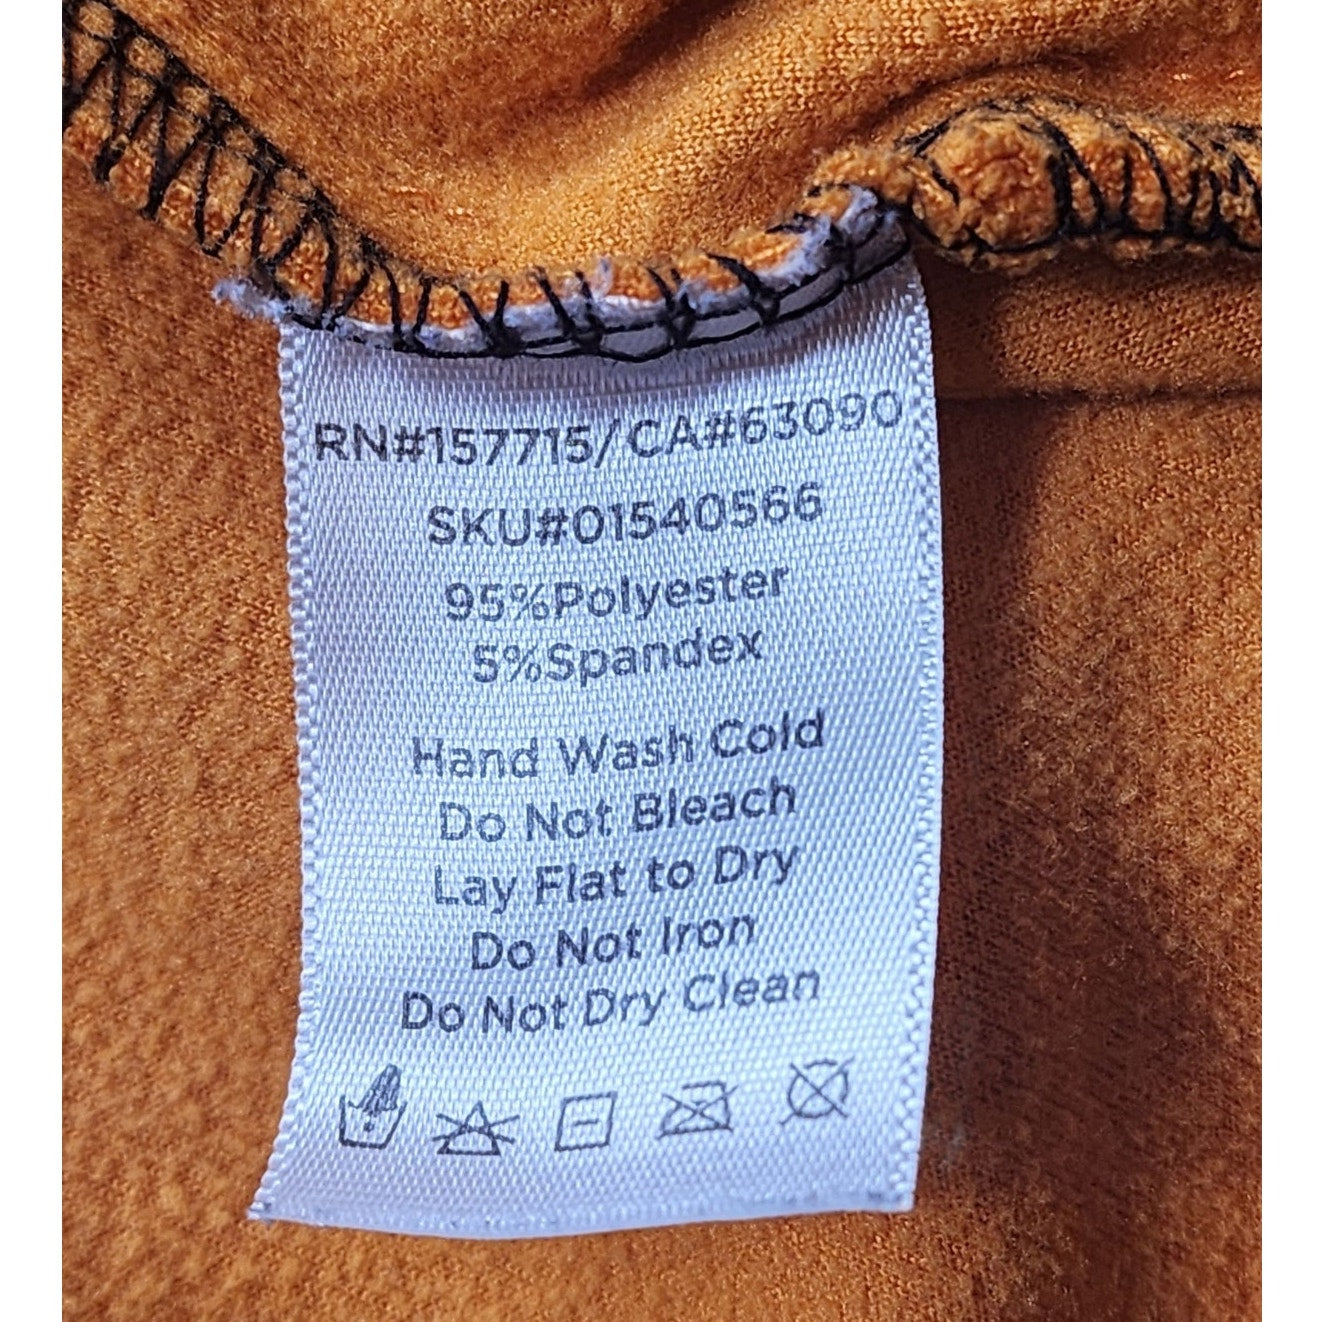 RN#157715/CA#63090
SKU#01540566
95%Polyester
5%Spandex
Hand Wash Cold
Do Not Bleach
Lay Flat to Dry
Do Not Iron
Do Not Dry Clean